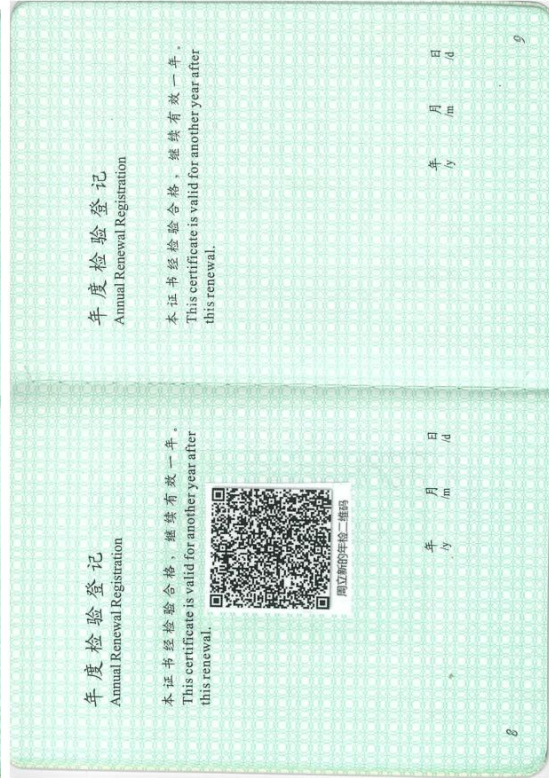 年度检验登记
Annual Renewal Registration
本证书经检验合格，继续有效一年。
This certificate is valid for another year after
this renewal.
周立新的年检二维码
年 月 日
/y /m /d
8
年度检验登记
Annual Renewal Registration
本证书经检验合格，继续有效一年。
This certificate is valid for another year after
this renewal.
年 月 日
/y /m /d
9